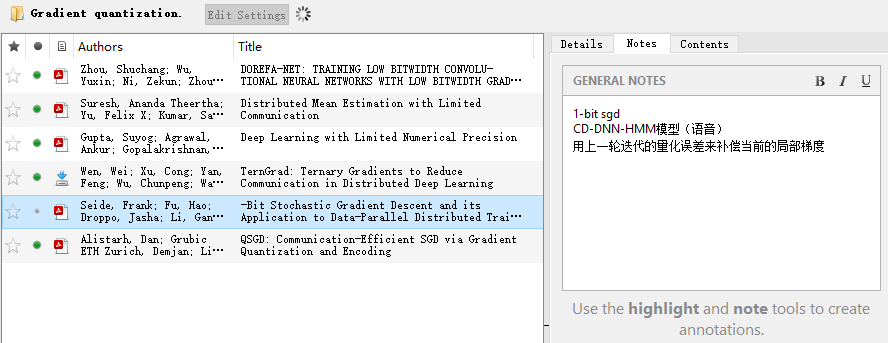 Gradient quantization.
Edit Settings
Authors
Title
Zhou, Shuchang; Wu,
Yuxin; Ni, Zekun; Zhou···
DOREFA-NET: TRAINING LOW BITWIDTH CONVOLU-
TIONAL NEURAL NETWORKS WITH LOW BITWIDTH GRAD···
Suresh, Ananda Theertha;
Yu, Felix X; Kumar, Sa···
Distributed Mean Estimation with Limited
Communication
Gupta, Suyog; Agrawal,
Ankur; Gopalakrishnan,···
Deep Learning with Limited Numerical Precision
Wen, Wei; Xu, Cong; Yan,
Feng; Wu, Chunpeng; Wa···
TernGrad: Ternary Gradients to Reduce
Communication in Distributed Deep Learning
Seide, Frank; Fu, Hao;
Droppo, Jasha; Li, Gan···
-Bit Stochastic Gradient Descent and its
Application to Data-Parallel Distributed Trai···
Alistarh, Dan; Grubic
ETH Zurich, Demjan; Li···
QSGD: Communication-Efficient SGD via Gradient
Quantization and Encoding
Details
Notes
Contents
GENERAL NOTES
B I U
1-bit sgd
CD-DNN-HMM模型（语音）
用上一轮迭代的量化误差来补偿当前的局部梯度
Use the highlight and note tools to create
annotations.